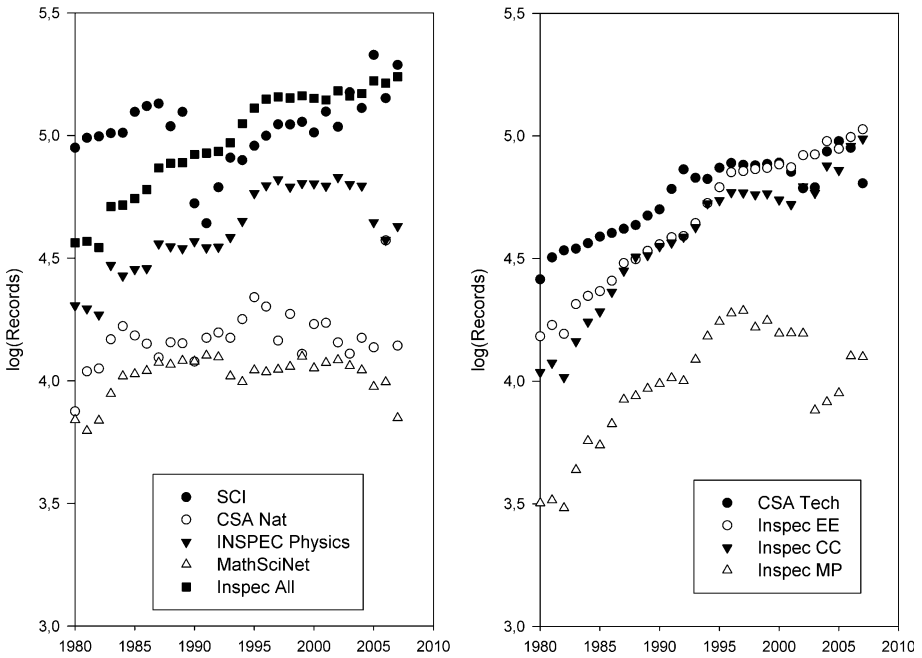 5,5
5,0
4,5
4,0
3,5
3,0
log(Records)
1980 1985 1990 1995 2000 2005 2010
SCI
CSA Nat
INSPEC Physics
MathSciNet
Inspec All
5,5
5,0
4,5
4,0
3,5
3,0
log(Records)
1980 1985 1990 1995 2000 2005 2010
CSA Tech
Inspec EE
Inspec CC
Inspec MP